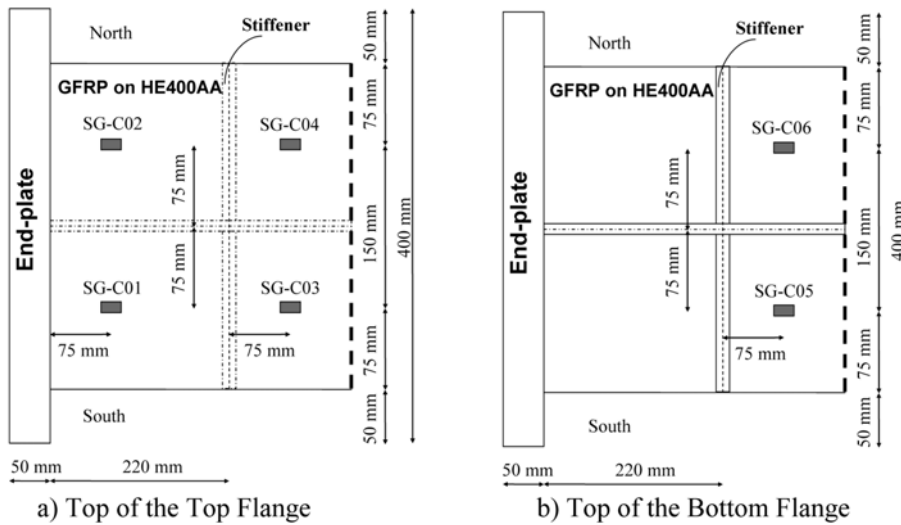 North
Stiffener
50 mm
GFRP on HE400AA
SG-C02
SG-C04
75 mm
End-plate
75 mm
150 mm
400 mm
75 mm
SG-C01
SG-C03
75 mm
75 mm
75 mm
South
50 mm
50 mm
220 mm
a) Top of the Top Flange
North
Stiffener
50 mm
GFRP on HE400AA
SG-C06
75 mm
End-plate
75 mm
150 mm
400 mm
75 mm
SG-C05
75 mm
75 mm
South
50 mm
50 mm
220 mm
b) Top of the Bottom Flange